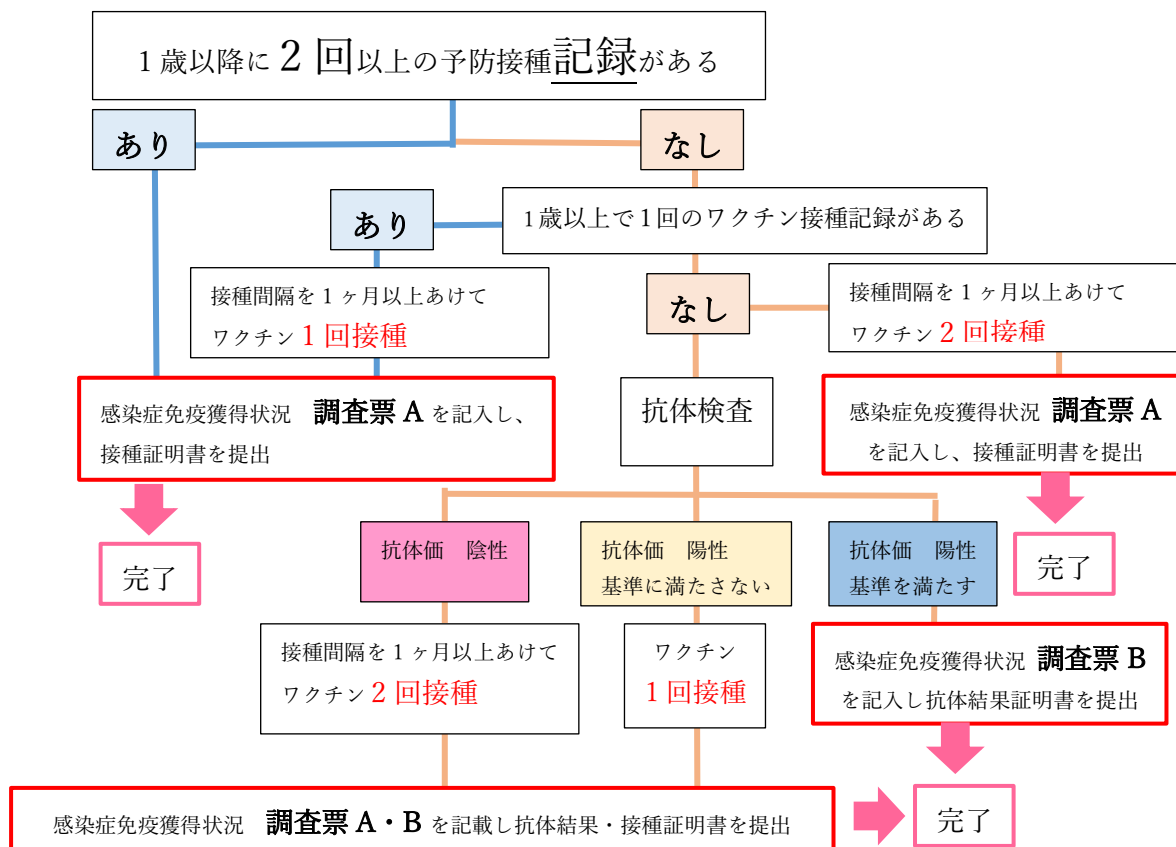 １歳以降に２回以上の予防接種記録がある
あり
なし
あり
１歳以上で１回のワクチン接種記録がある
接種間隔を１ヶ月以上あけて
ワクチン１回接種
なし
接種間隔を１ヶ月以上あけて
ワクチン２回接種
感染症免疫獲得状況　調査票 A を記入し、
接種証明書を提出
抗体検査
感染症免疫獲得状況 調査票 A
を記入し、接種証明書を提出
完了
抗体価　陰性
抗体価　陽性
基準に満たさない
抗体価　陽性
基準を満たす
完了
接種間隔を１ヶ月以上あけて
ワクチン２回接種
ワクチン
１回接種
感染症免疫獲得状況 調査票 B
を記入し抗体結果証明書を提出
感染症免疫獲得状況　調査票 A・B を記載し抗体結果・接種証明書を提出
完了